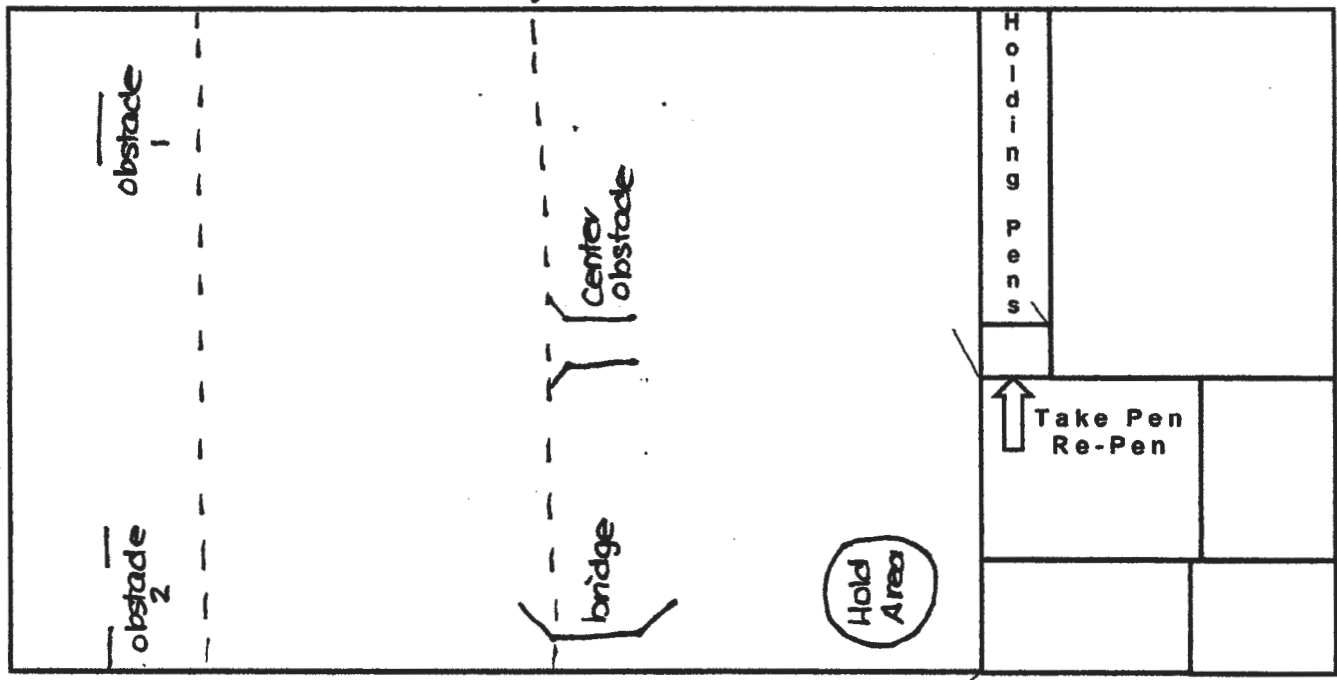 obstacle
1
Center
obstacle
Holding Pens
Take Pen
Re-Pen
obstacle
2
bridge
Hold
Area